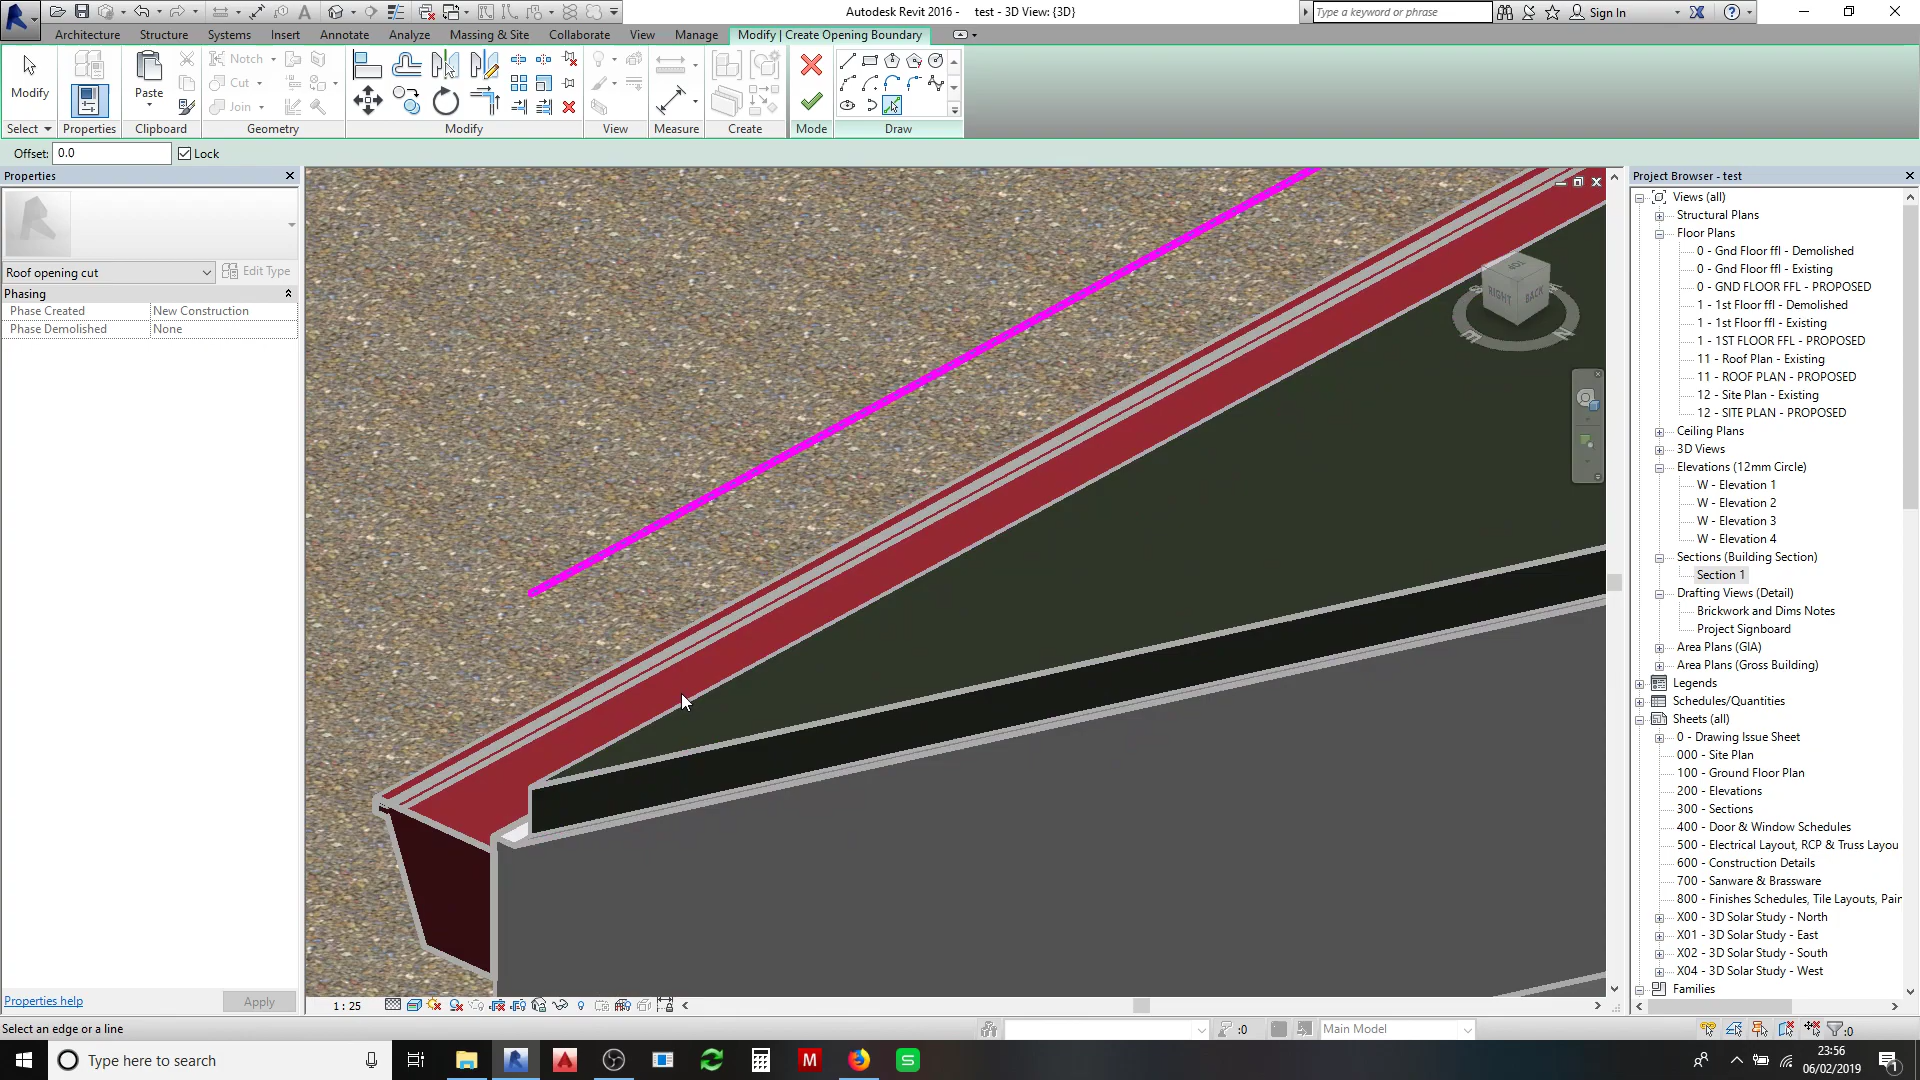 Autodesk Revit 2016 - test - 3D View: {3D}
Type a keyword or phrase
Sign In
Architecture
Structure
Systems
Insert
Annotate
Analyze
Massing & Site
Collaborate
View
Manage
Modify | Create Opening Boundary
Modify
Paste
Notch
Cut
Join
Select
Properties
Clipboard
Geometry
Modify
View
Measure
Create
Mode
Draw
Offset: 0.0
Lock
Properties
Roof opening cut
Edit Type
Phasing
Phase Created New Construction
Phase Demolished None
Properties help
Apply
TOP
RIGHT
BACK
1 : 25
Project Browser - test
Views (all)
Structural Plans
Floor Plans
0 - Gnd Floor ffl - Demolished
0 - Gnd Floor ffl - Existing
0 - GND FLOOR FFL - PROPOSED
1 - 1st Floor ffl - Demolished
1 - 1st Floor ffl - Existing
1 - 1ST FLOOR FFL - PROPOSED
11 - Roof Plan - Existing
11 - ROOF PLAN - PROPOSED
12 - Site Plan - Existing
12 - SITE PLAN - PROPOSED
Ceiling Plans
3D Views
Elevations (12mm Circle)
W - Elevation 1
W - Elevation 2
W - Elevation 3
W - Elevation 4
Sections (Building Section)
Section 1
Drafting Views (Detail)
Brickwork and Dims Notes
Project Signboard
Area Plans (GIA)
Area Plans (Gross Building)
Legends
Schedules/Quantities
Sheets (all)
0 - Drawing Issue Sheet
000 - Site Plan
100 - Ground Floor Plan
200 - Elevations
300 - Sections
400 - Door & Window Schedules
500 - Electrical Layout, RCP & Truss Layou
600 - Construction Details
700 - Sanware & Brassware
800 - Finishes Schedules, Tile Layouts, Pair
X00 - 3D Solar Study - North
X01 - 3D Solar Study - East
X02 - 3D Solar Study - South
X04 - 3D Solar Study - West
Families
Select an edge or a line
:0
Main Model
:0
Type here to search
23:56
06/02/2019